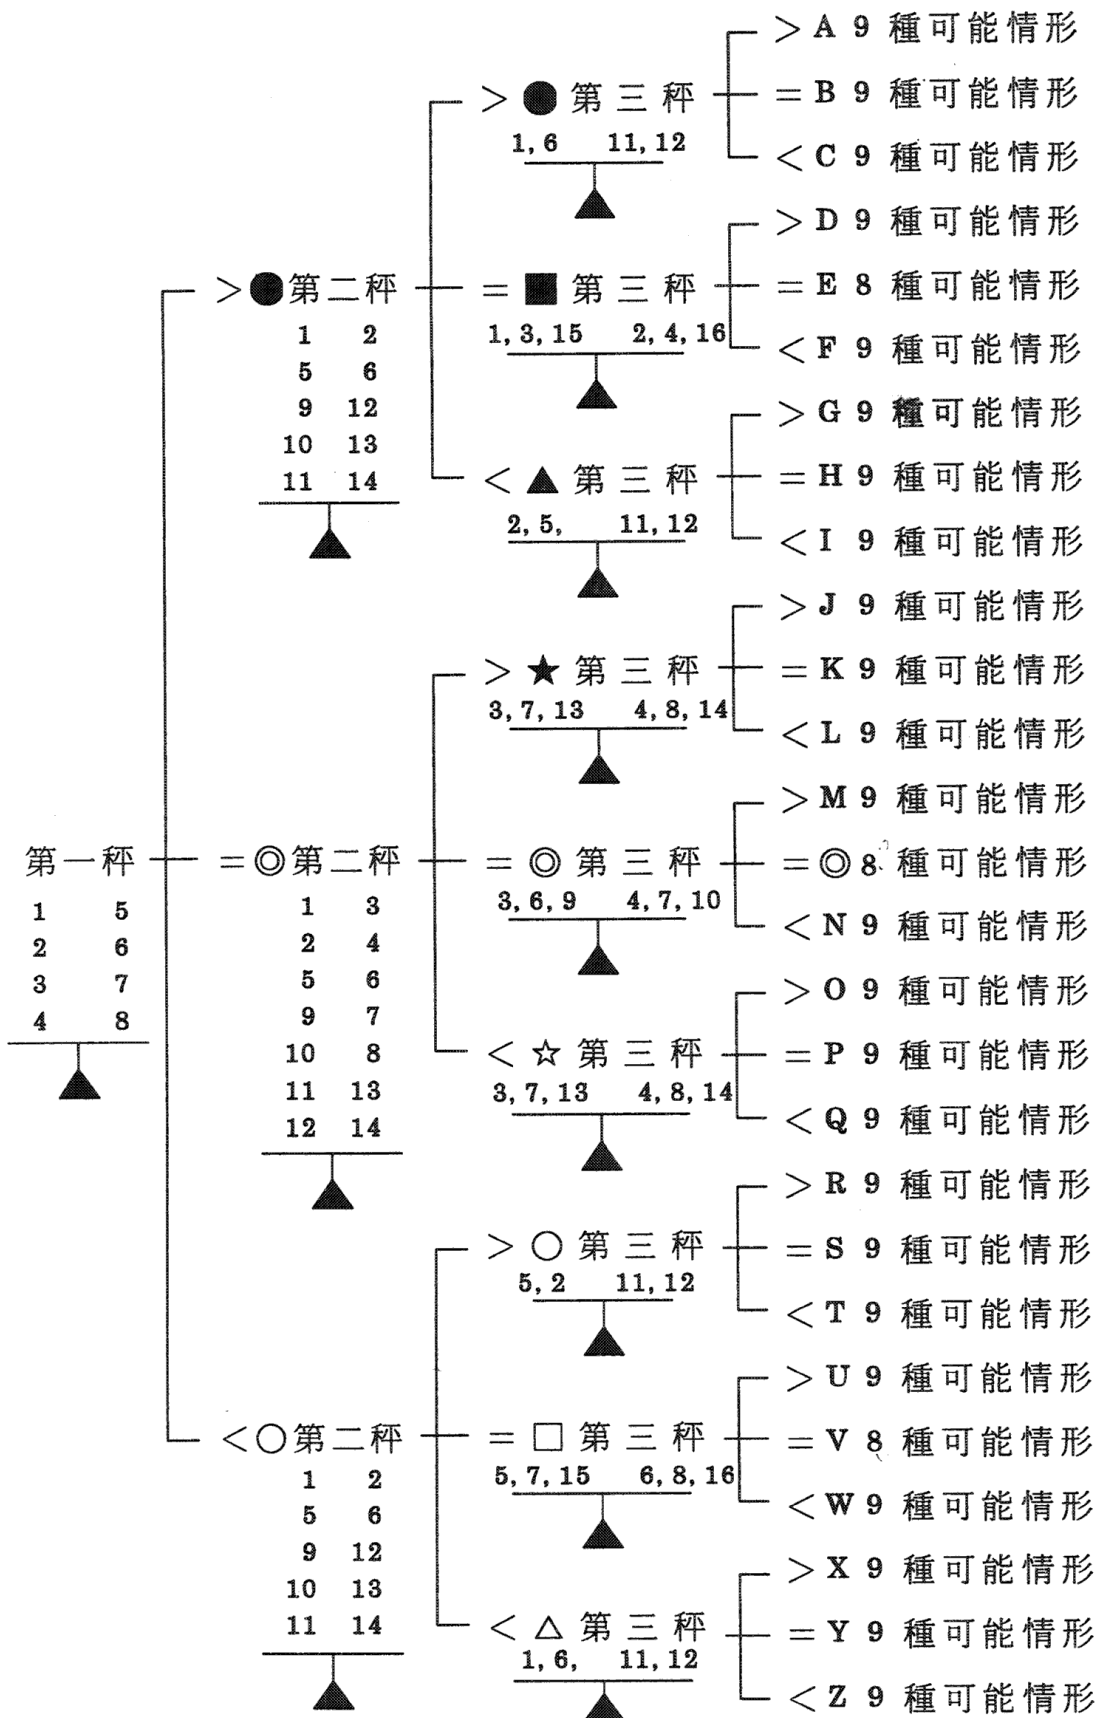 > A 9 種可能情形
> ● 第三秤
= B 9 種可能情形
1, 6 11, 12
< C 9 種可能情形
> D 9 種可能情形
> ● 第二秤
= ■ 第三秤
= E 8 種可能情形
1 2
1, 3, 15 2, 4, 16
< F 9 種可能情形
5 6
9 12
> G 9 種可能情形
10 13
11 14
< ▲ 第三秤
= H 9 種可能情形
2, 5, 11, 12
< I 9 種可能情形
> J 9 種可能情形
> ★ 第三秤
= K 9 種可能情形
3, 7, 13 4, 8, 14
< L 9 種可能情形
> M 9 種可能情形
第一秤
= ◎ 第二秤
= ◎ 第三秤
= ◎ 8 種可能情形
1 5
1 3
3, 6, 9 4, 7, 10
< N 9 種可能情形
2 6
2 4
3 7
5 6
4 8
9 7
> O 9 種可能情形
10 8
< ☆ 第三秤
= P 9 種可能情形
11 13
3, 7, 13 4, 8, 14
< Q 9 種可能情形
12 14
> R 9 種可能情形
> ○ 第三秤
= S 9 種可能情形
5, 2 11, 12
< T 9 種可能情形
> U 9 種可能情形
< ○ 第二秤
= □ 第三秤
= V 8 種可能情形
1 2
5, 7, 15 6, 8, 16
< W 9 種可能情形
5 6
9 12
> X 9 種可能情形
10 13
11 14
< △ 第三秤
= Y 9 種可能情形
1, 6, 11, 12
< Z 9 種可能情形